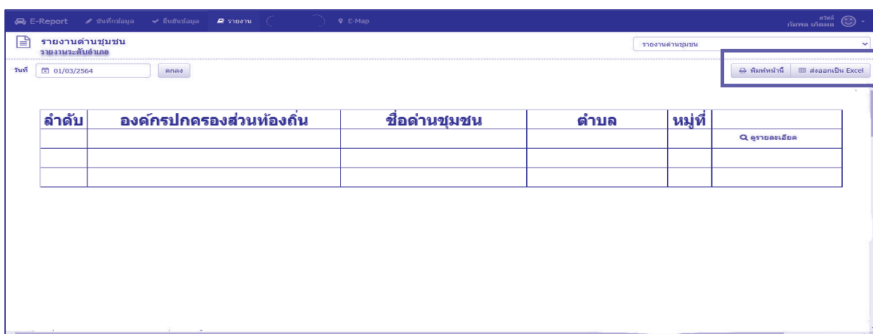 E-Report บันทึกข้อมูล ยืนยันข้อมูล รายงาน E-Map สวัสดี
รายงานด่านชุมชน
รายงานระดับอำเภอ
รายงานด่านชุมชน
วันที่ 01/03/2564 ตกลง พิมพ์หน้านี้ ส่งออกเป็น Excel
ลำดับ องค์กรปกครองส่วนท้องถิ่น ชื่อด่านชุมชน ตำบล หมู่ที่
ดูรายละเอียด